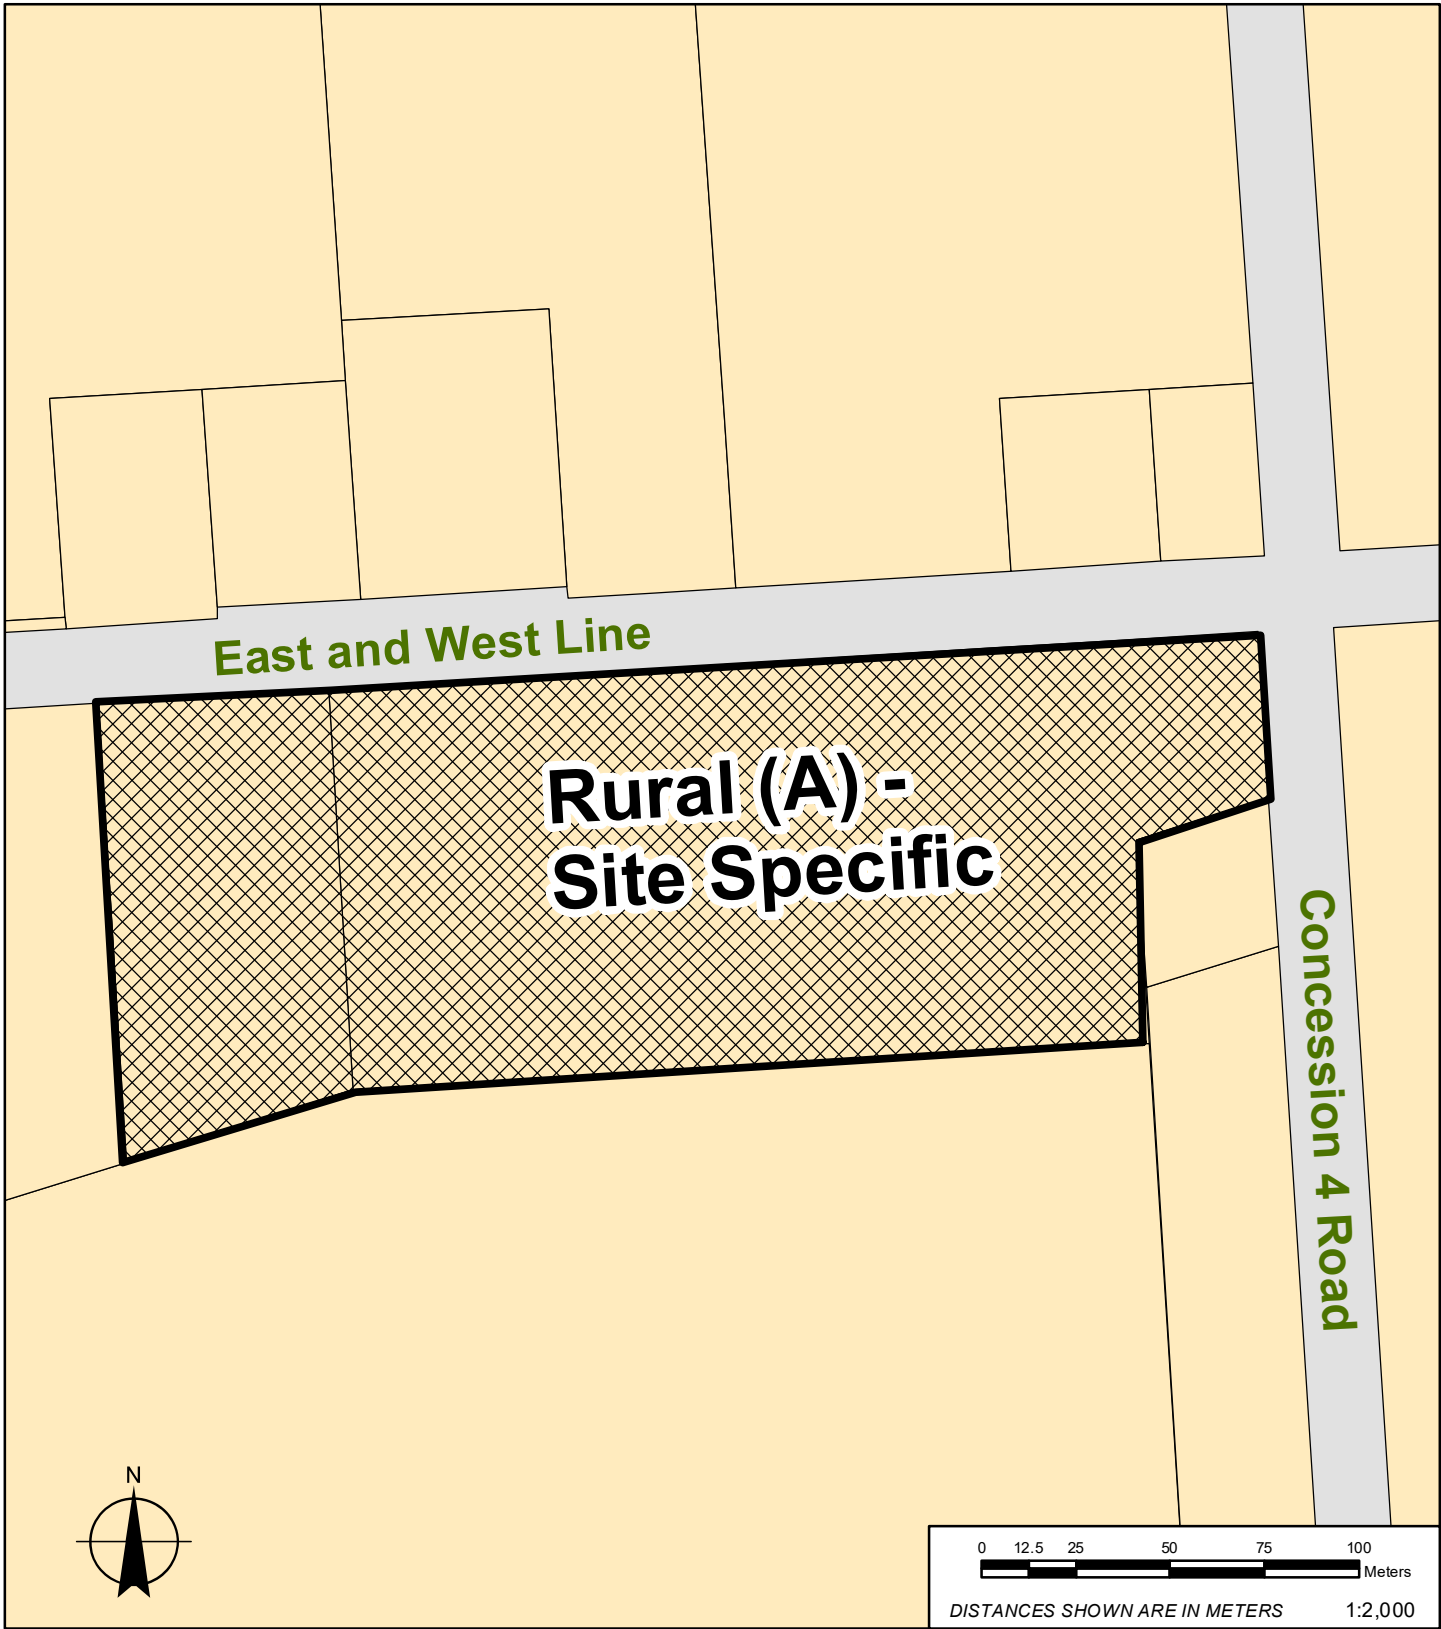 East and West Line
Rural (A) -
Site Specific
Concession 4 Road
N
0 12.5 25 50 75 100
Meters
DISTANCES SHOWN ARE IN METERS 1:2,000